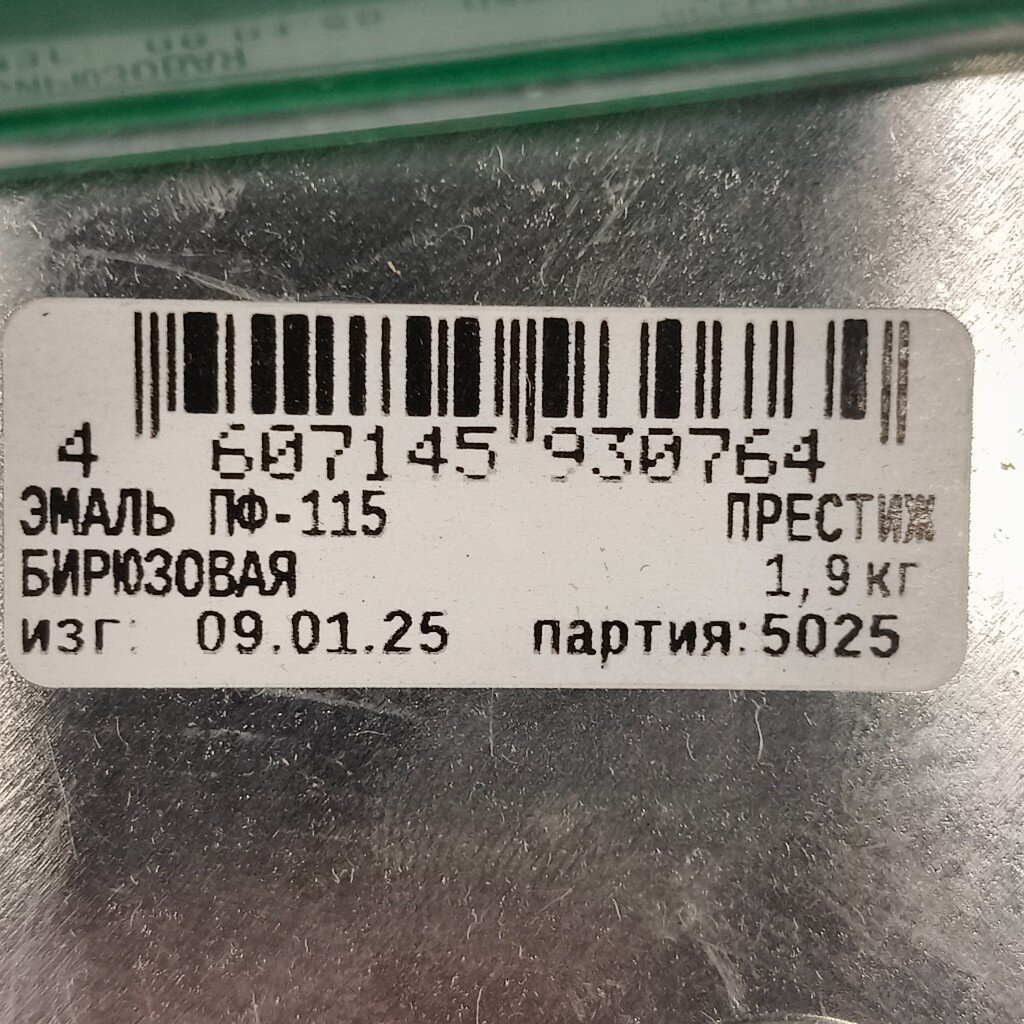 4 607145 930764
ЭМАЛЬ ПФ-115 ПРЕСТИЖ
БИРЮЗОВАЯ 1,9 кг
изг: 09.01.25 партия: 5025